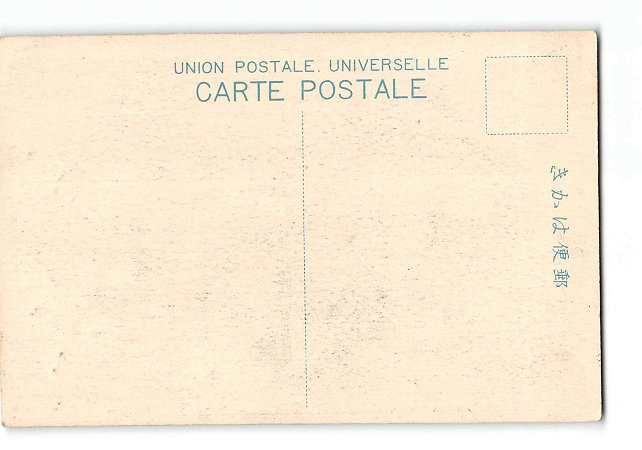 UNION POSTALE. UNIVERSELLE
CARTE POSTALE
きかは便郵